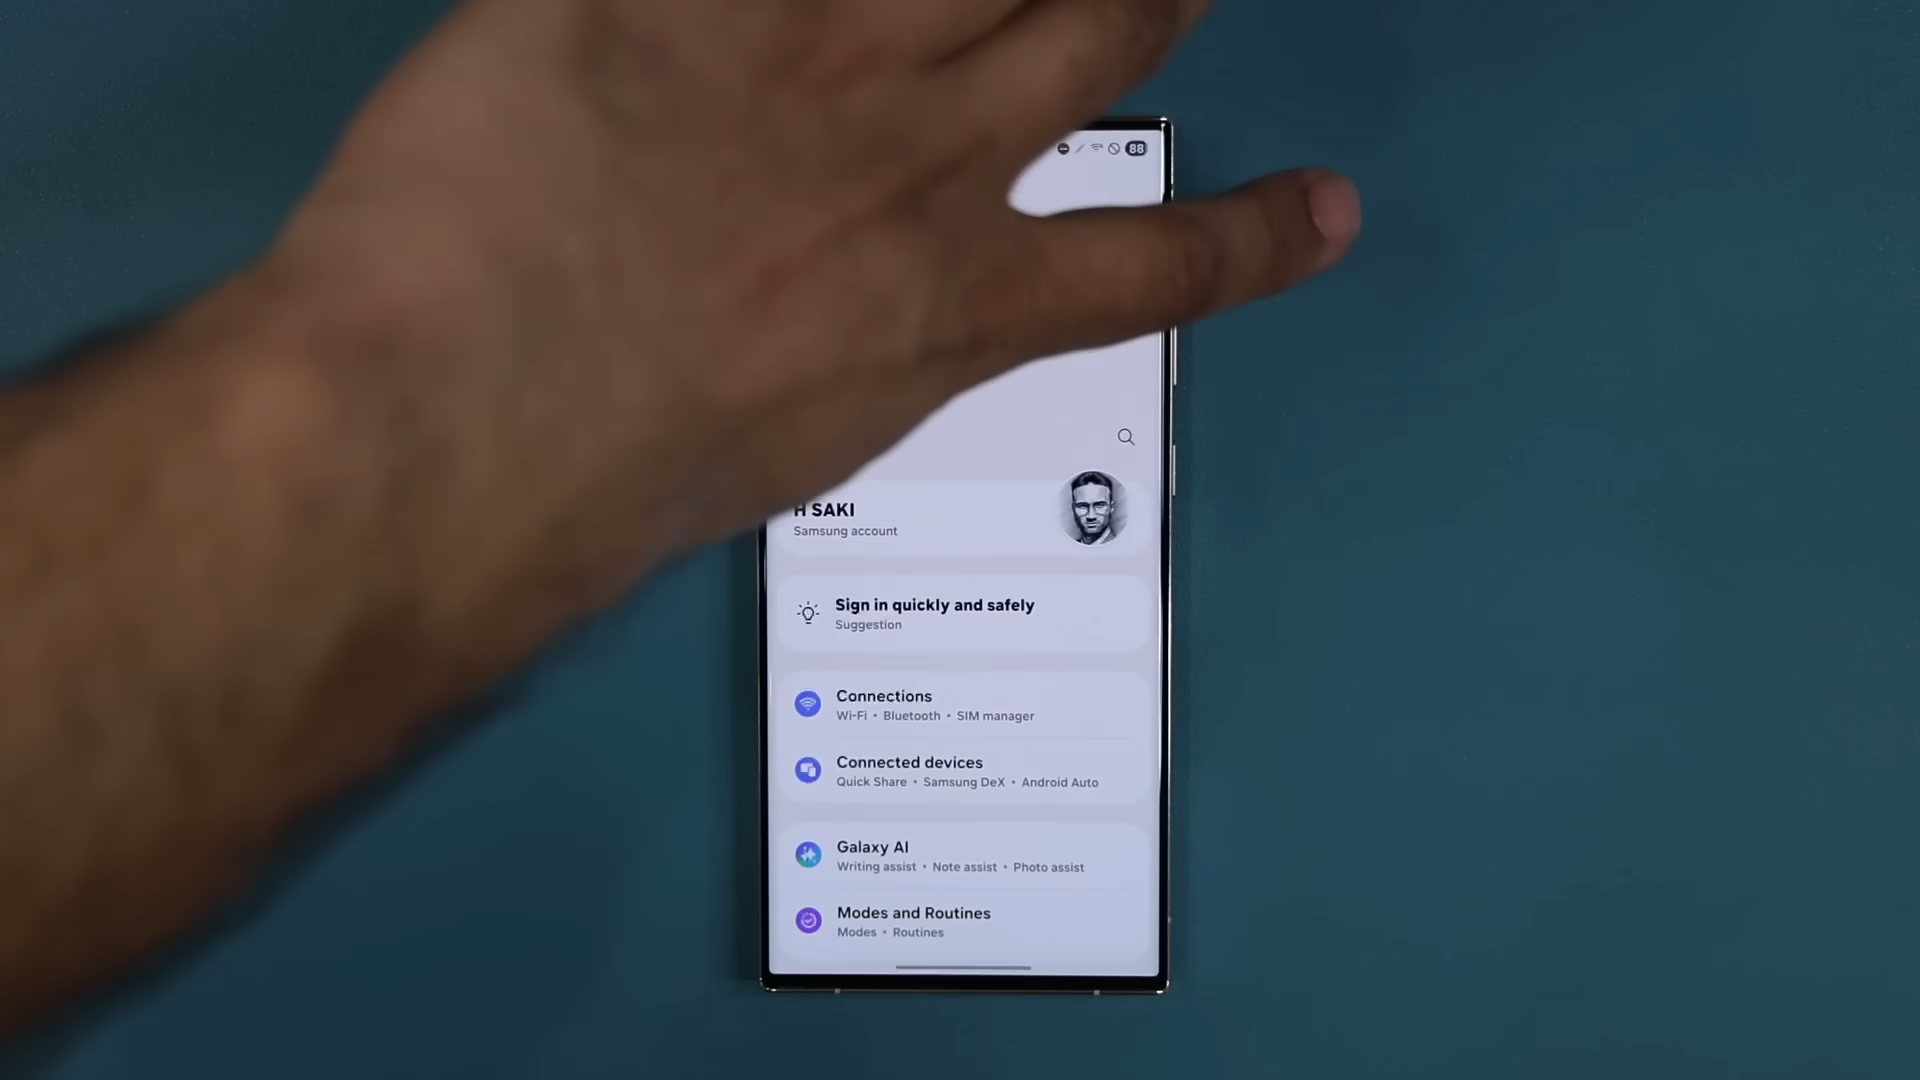 88
H SAKI
Samsung account
Sign in quickly and safely
Suggestion
Connections
Wi-Fi • Bluetooth • SIM manager
Connected devices
Quick Share • Samsung DeX • Android Auto
Galaxy AI
Writing assist • Note assist • Photo assist
Modes and Routines
Modes • Routines